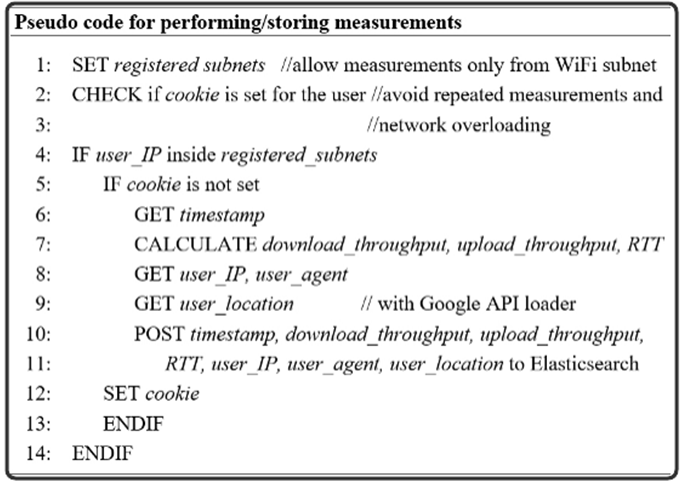 Pseudo code for performing/storing measurements
1: SET registered subnets //allow measurements only from WiFi subnet
2: CHECK if cookie is set for the user //avoid repeated measurements and
3: //network overloading
4: IF user_IP inside registered_subnets
5: IF cookie is not set
6: GET timestamp
7: CALCULATE download_throughput, upload_throughput, RTT
8: GET user_IP, user_agent
9: GET user_location // with Google API loader
10: POST timestamp, download_throughput, upload_throughput,
11: RTT, user_IP, user_agent, user_location to Elasticsearch
12: SET cookie
13: ENDIF
14: ENDIF